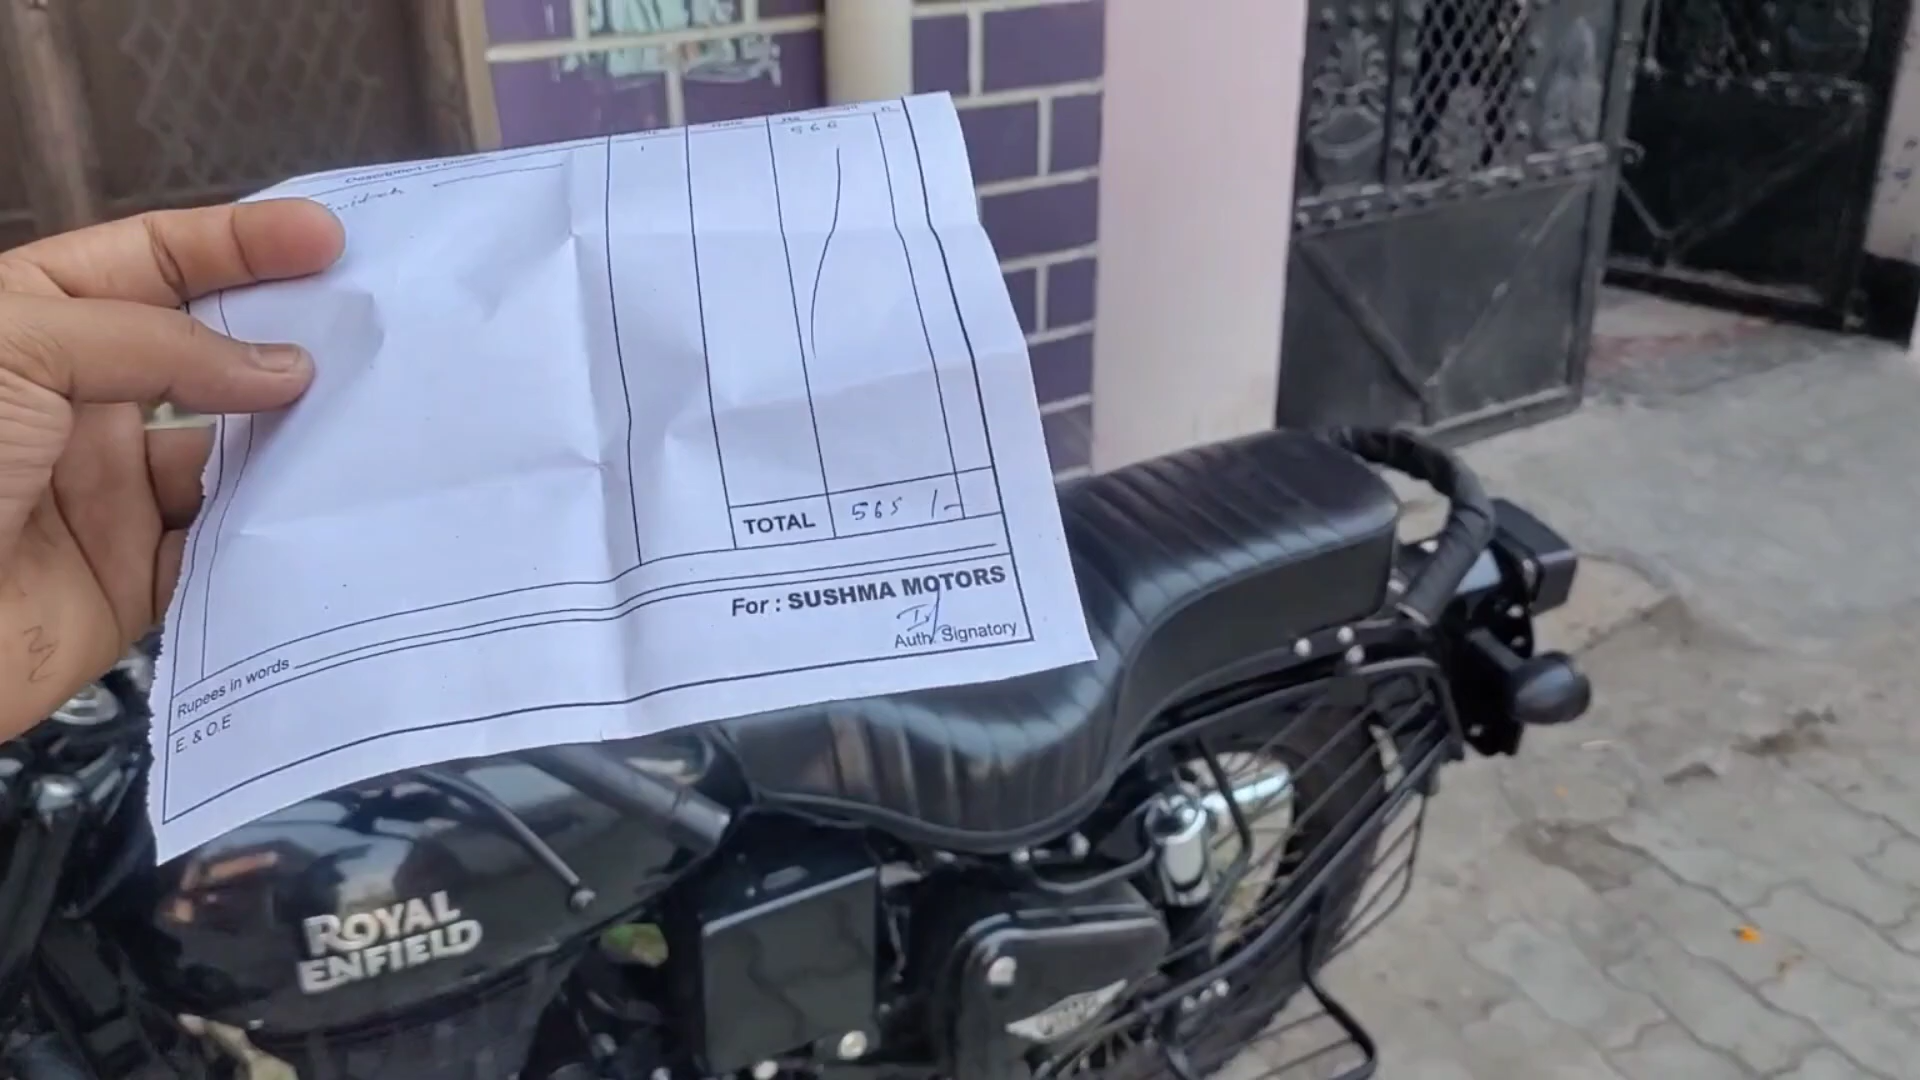 566
TOTAL 565 /-
For : SUSHMA MOTORS
Auth. Signatory
Rupees in words
E. & O.E
ROYAL
ENFIELD